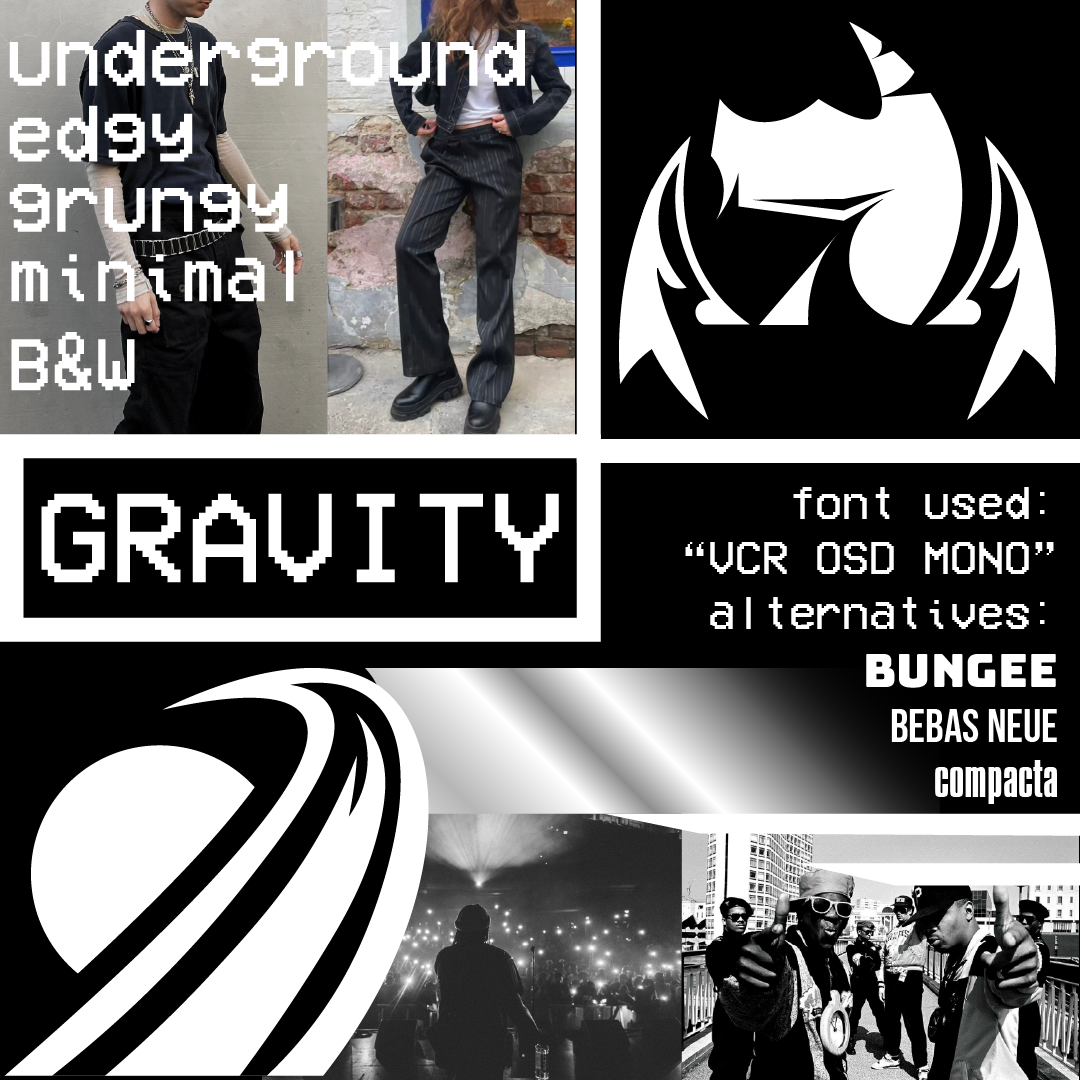 underground
edgy
grungy
minimal
B&W
GRAVITY
font used:
“VCR OSD MONO”
alternatives:
BUNGEE
BEBAS NEUE
compacta